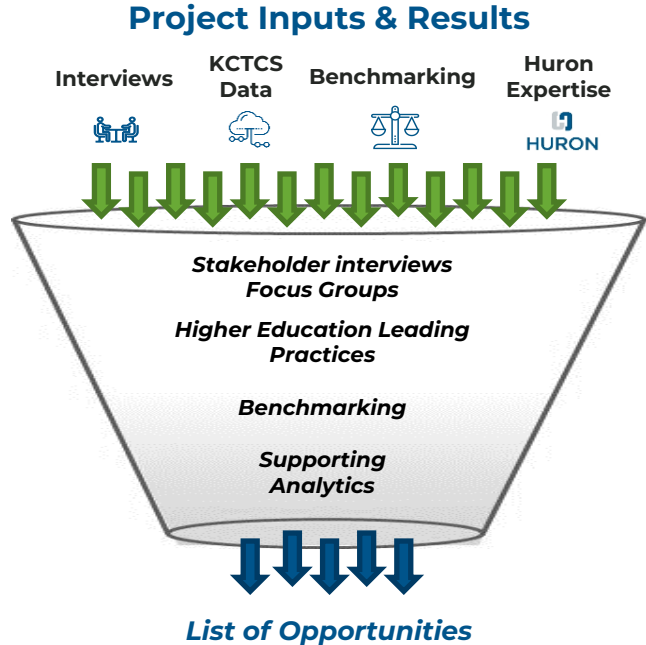 Project Inputs & Results
Interviews
KCTCS
Data
Benchmarking
Huron
Expertise
HURON
Stakeholder interviews
Focus Groups
Higher Education Leading
Practices
Benchmarking
Supporting
Analytics
List of Opportunities